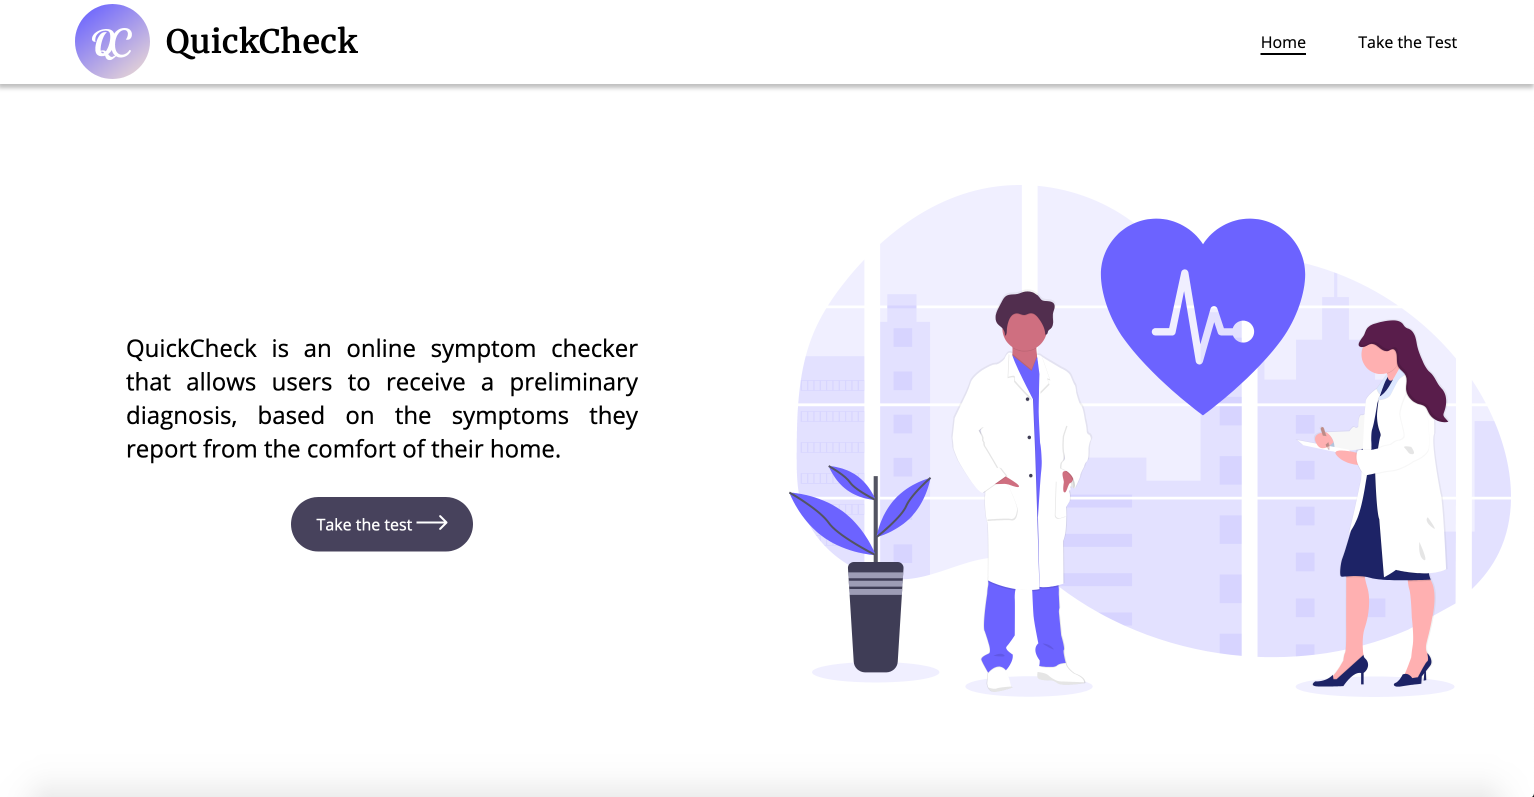 QC QuickCheck
Home Take the Test
QuickCheck is an online symptom checker
that allows users to receive a preliminary
diagnosis, based on the symptoms they
report from the comfort of their home.
Take the test